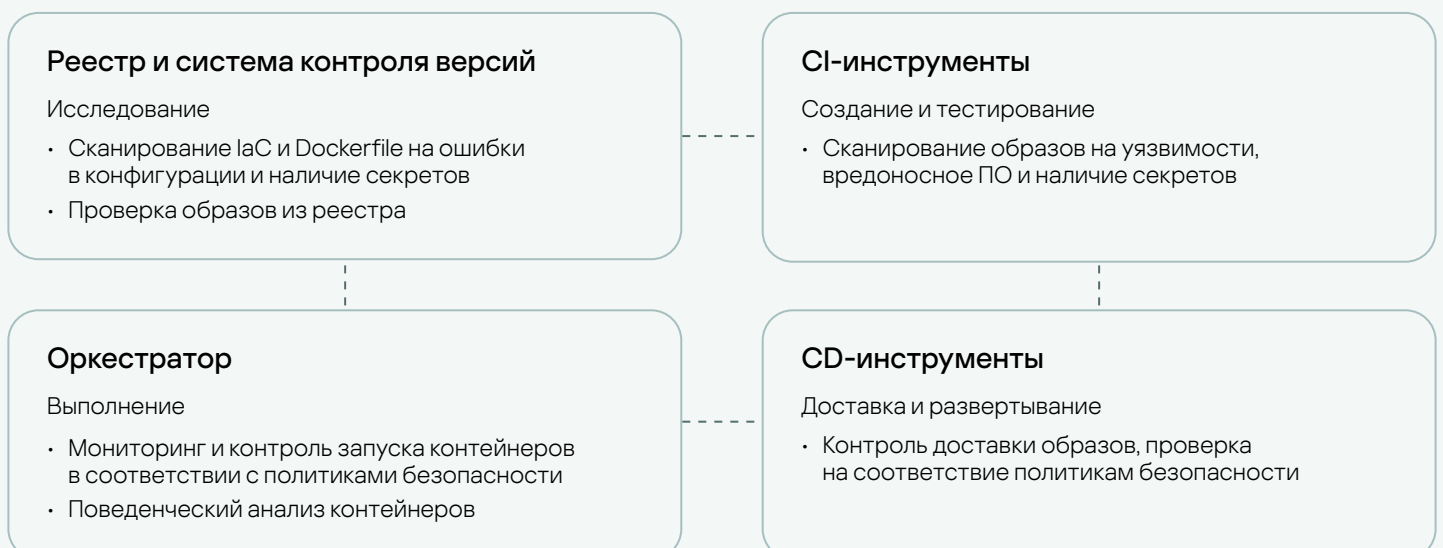 Реестр и система контроля версий
Исследование
• Сканирование IaC и Dockerfile на ошибки
в конфигурации и наличие секретов
• Проверка образов из реестра
CI-инструменты
Создание и тестирование
• Сканирование образов на уязвимости,
вредоносное ПО и наличие секретов
Оркестратор
Выполнение
• Мониторинг и контроль запуска контейнеров
в соответствии с политиками безопасности
• Поведенческий анализ контейнеров
CD-инструменты
Доставка и развертывание
• Контроль доставки образов, проверка
на соответствие политикам безопасности